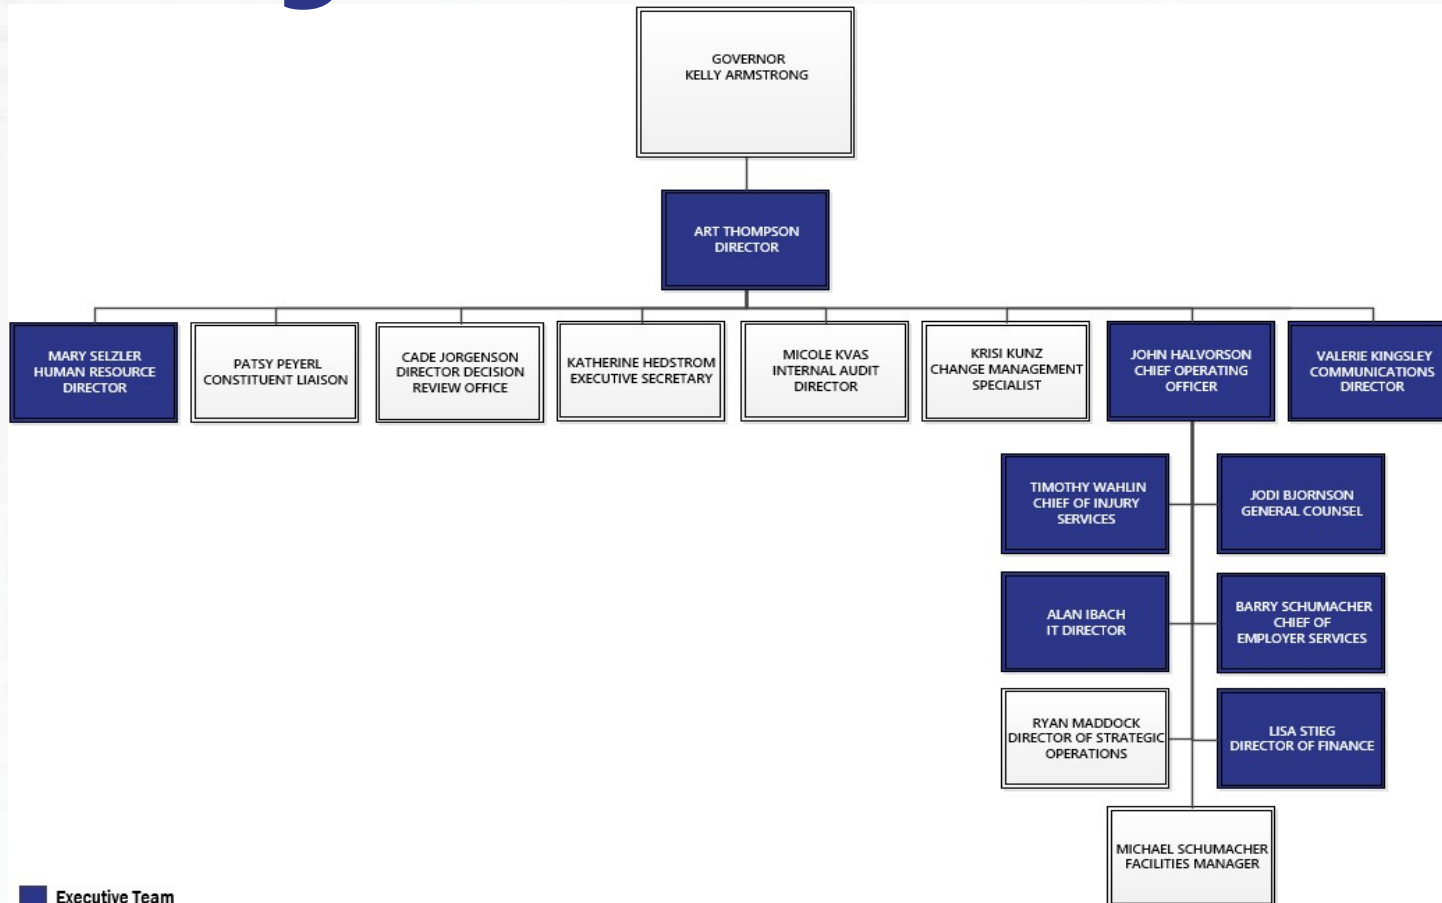 GOVERNOR
KELLY ARMSTRONG
ART THOMPSON
DIRECTOR
MARY SELZLER
HUMAN RESOURCE
DIRECTOR
PATSY PEYERL
CONSTITUENT LIAISON
CADE JORGENSON
DIRECTOR DECISION
REVIEW OFFICE
KATHERINE HEDSTROM
EXECUTIVE SECRETARY
MICOLE KVAS
INTERNAL AUDIT
DIRECTOR
KRISI KUNZ
CHANGE MANAGEMENT
SPECIALIST
JOHN HALVORSON
CHIEF OPERATING
OFFICER
VALERIE KINGSLEY
COMMUNICATIONS
DIRECTOR
TIMOTHY WAHLIN
CHIEF OF INJURY
SERVICES
JODI BJORNSON
GENERAL COUNSEL
ALAN IBACH
IT DIRECTOR
BARRY SCHUMACHER
CHIEF OF
EMPLOYER SERVICES
RYAN MADDOCK
DIRECTOR OF STRATEGIC
OPERATIONS
LISA STIEG
DIRECTOR OF FINANCE
MICHAEL SCHUMACHER
FACILITIES MANAGER
Executive Team